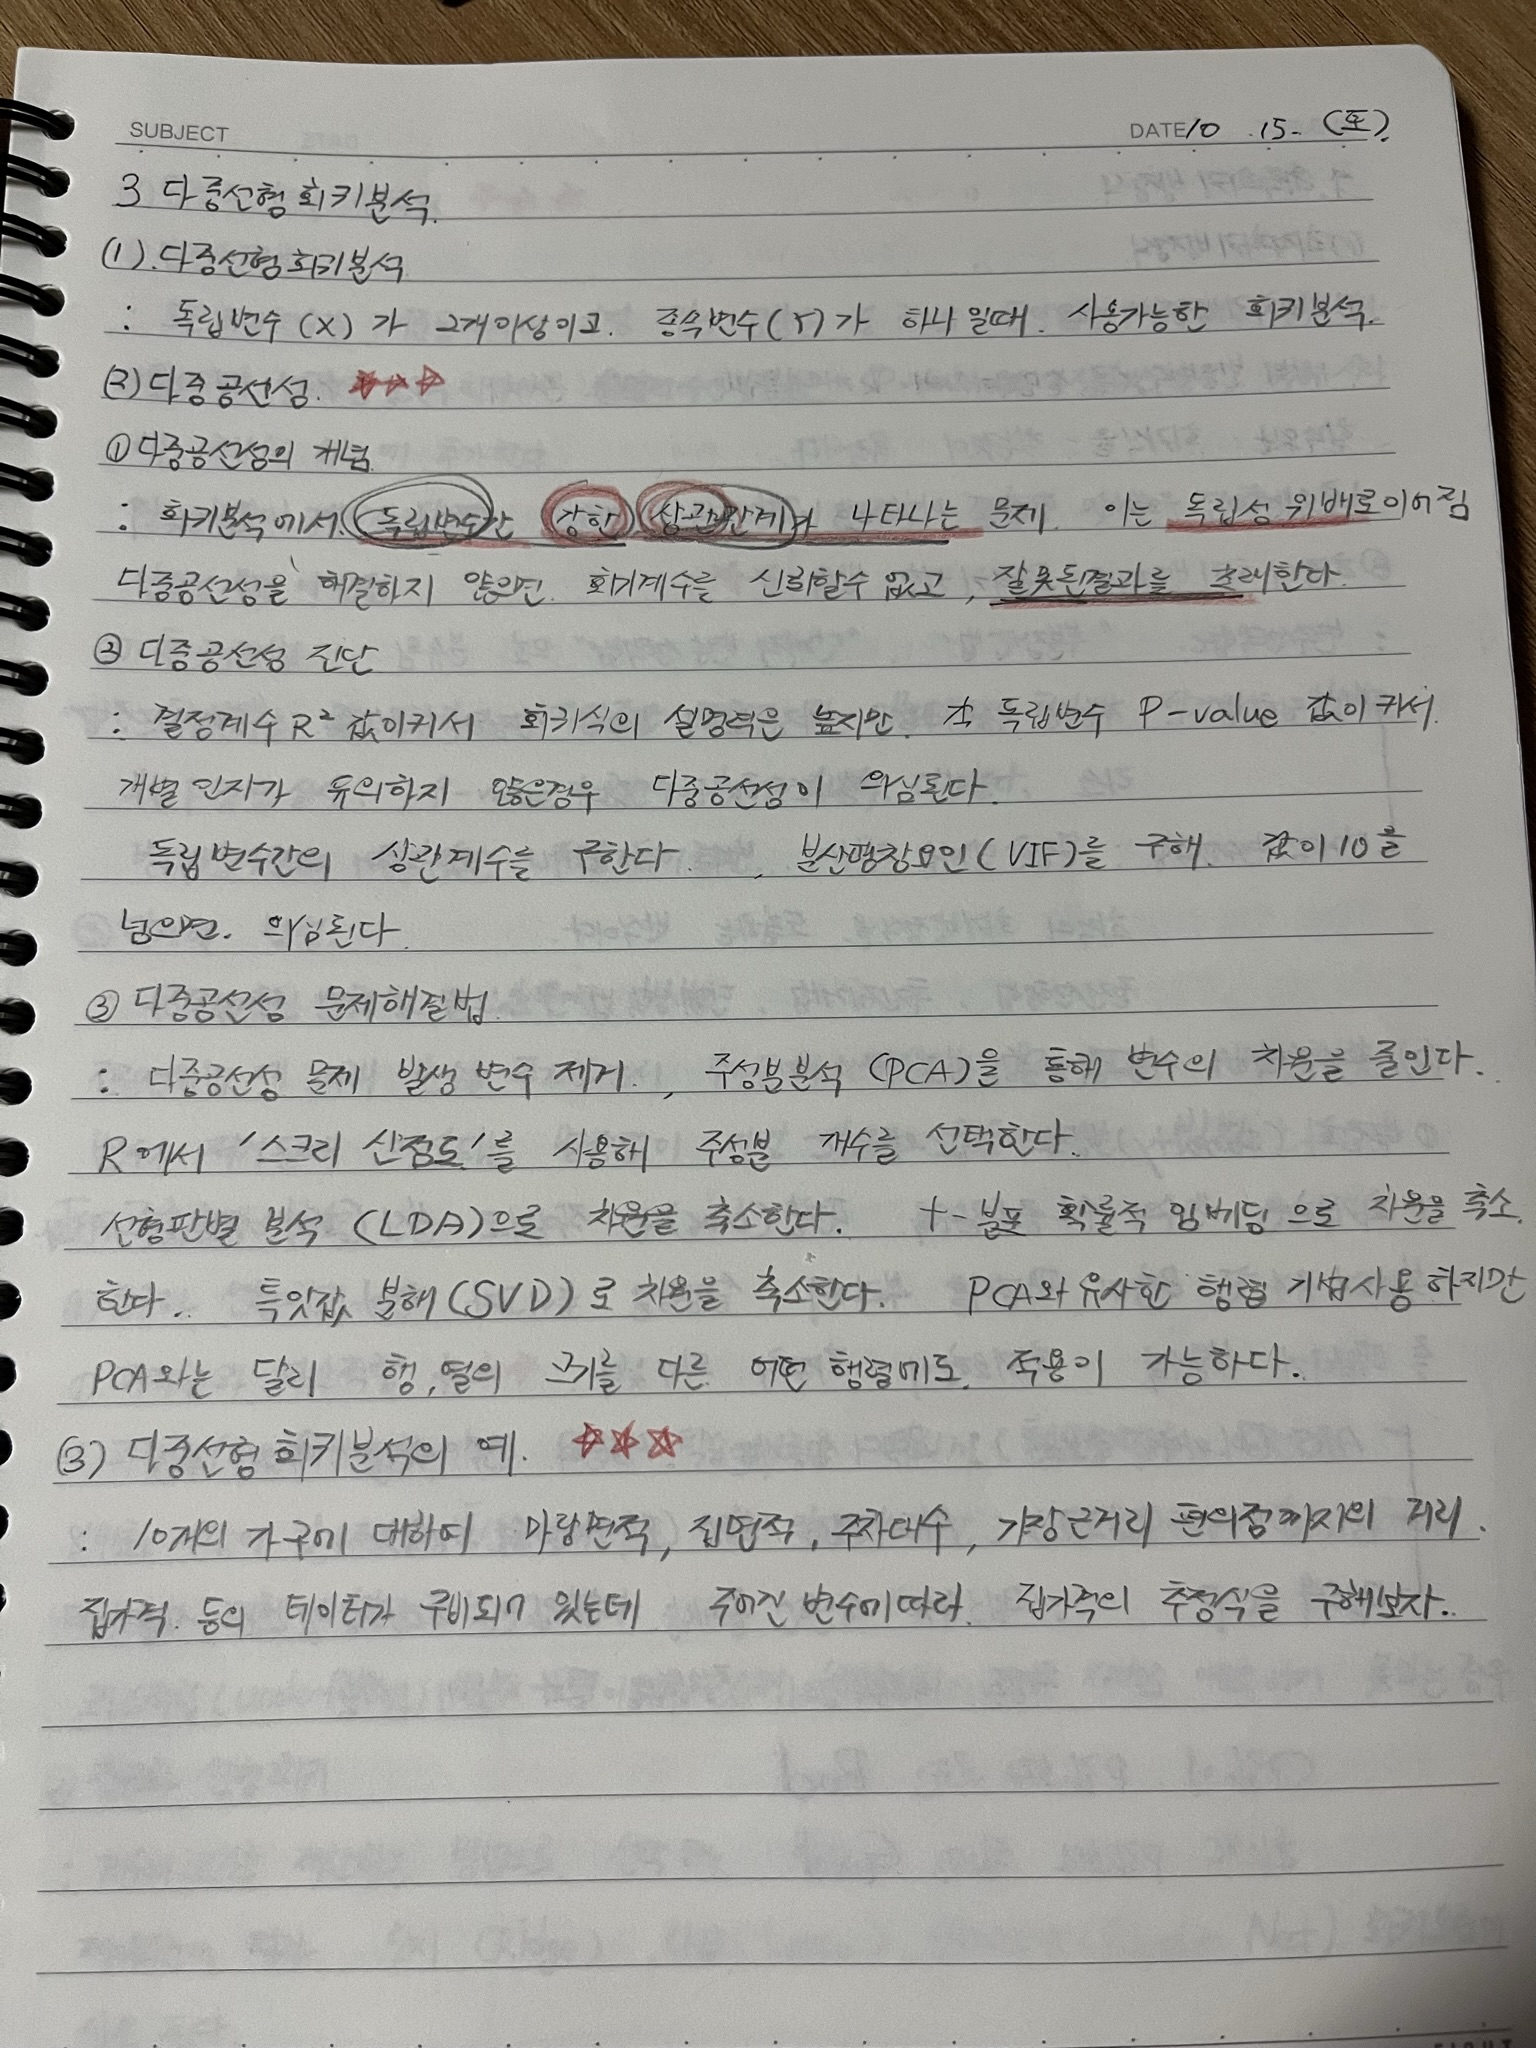 SUBJECT
DATE 10 . 15 . (토).
3 다중선형 회귀분석.
(1). 다중선형회귀분석
: 독립변수 (X) 가 2개이상이고. 종속변수(Y)가 하나 일때. 사용가능한 회귀분석.
(2) 다중공선성.
① 다중공선성의 개념.
: 회귀분석에서 독립변수간 강한 상관관계가 나타나는 문제. 이는 독립성 위배로이어짐
다중공선성을 해결하지 않으면. 회귀계수를 신뢰할수 없고, 잘못된결과를 초래한다.
② 다중공선성 진단
: 결정계수 R² 값이커서 회귀식의 설명력은 높지만. 각 독립변수 P-value 값이 커서.
개별 인자가 유의하지 않은경우 다중공선성이 의심된다.
독립변수간의 상관계수를 구한다. , 분산팽창요인(VIF)를 구해. 값이 10을
넘으면. 의심된다.
③ 다중공선성 문제해결법.
: 다중공선성 문제 발생 변수 제거. , 주성분분석 (PCA)을 통해 변수의 차원을 줄인다.
R에서 '스크리 산점도'를 사용해 주성분 개수를 선택한다.
선형판별 분석 (LDA)으로 차원을 축소한다. t-분포 확률적 임베딩 으로 차원을 축소.
한다.. 특잇값 분해(SVD)로 차원을 축소한다. PCA와 유사한 행렬 기법사용 하지만
PCA와는 달리 행,열의 크기를 다른 어떤 행렬에도. 적용이 가능하다.
(3) 다중선형 회귀분석의 예.
: 10개의 가구에 대하여 마당면적, 집면적, 주차대수, 가장근거리 편의점까지의 거리.
집가격. 등의 데이터가 구비되어 있는데 주어진 변수에따라. 집가격의 추정식을 구해보자..